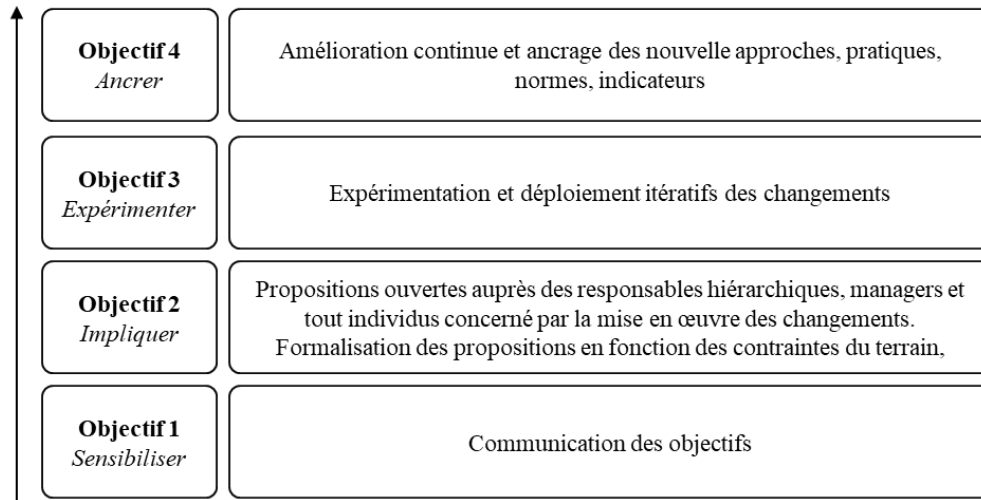 Objectif 4
Ancrer
Amélioration continue et ancrage des nouvelle approches, pratiques,
normes, indicateurs
Objectif 3
Expérimenter
Expérimentation et déploiement itératifs des changements
Objectif 2
Impliquer
Propositions ouvertes auprès des responsables hiérarchiques, managers et
tout individus concerné par la mise en œuvre des changements.
Formalisation des propositions en fonction des contraintes du terrain,
Objectif 1
Sensibiliser
Communication des objectifs